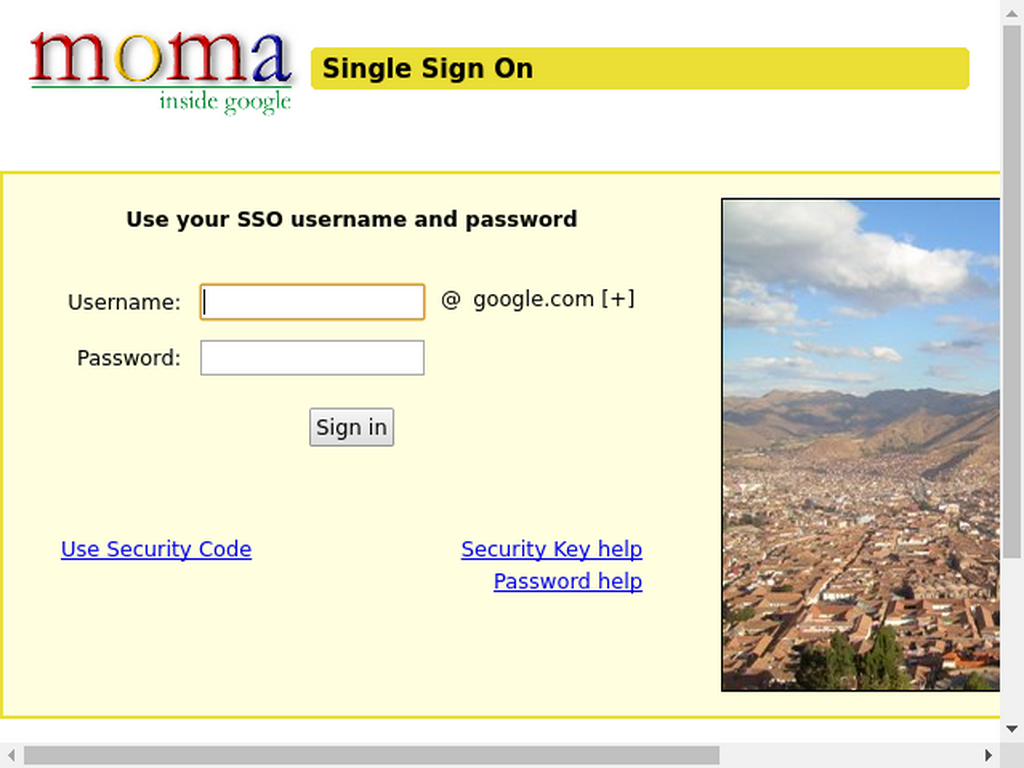 moma
inside google
Single Sign On
Use your SSO username and password
Username: @ google.com [+]
Password:
Sign in
Use Security Code Security Key help
Password help